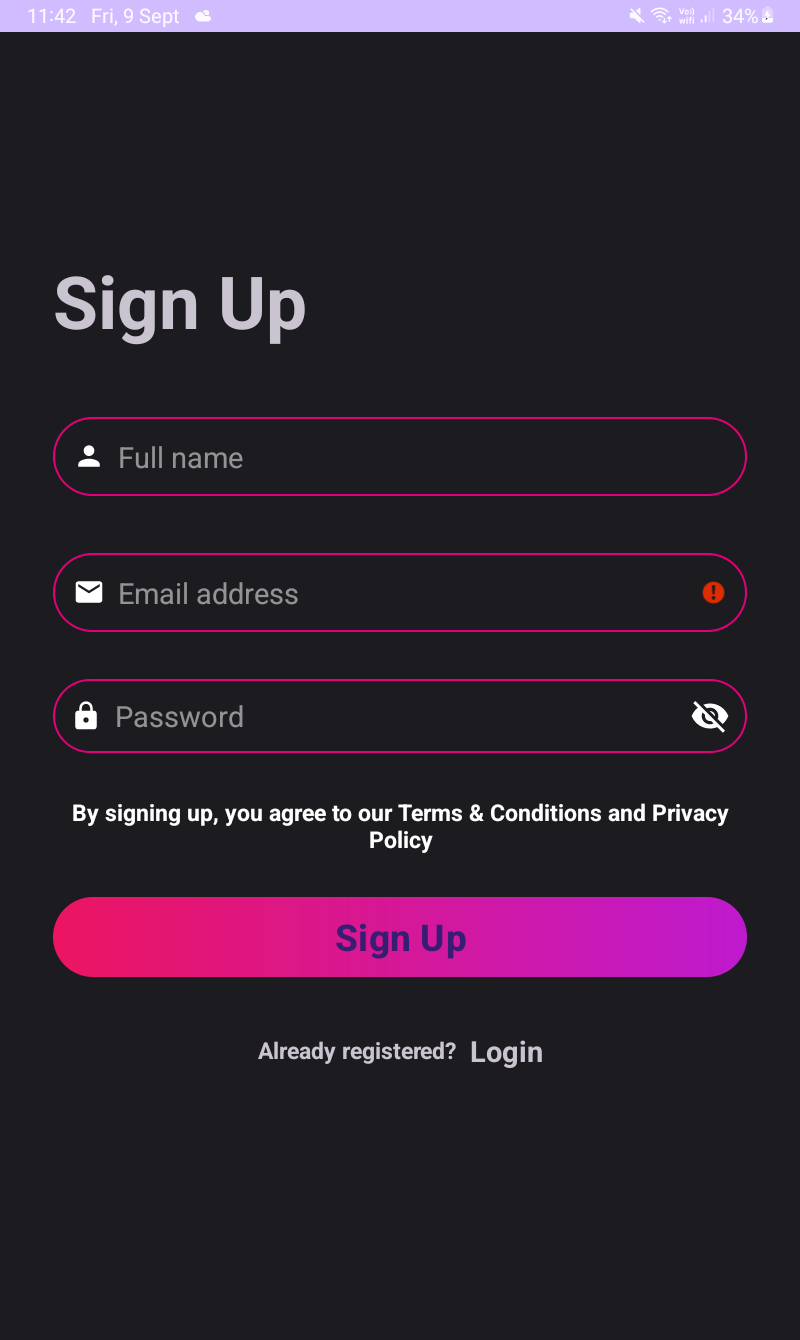 11:42 Fri, 9 Sept Vo)) wifi 34%
Sign Up
Full name
Email address
Password
By signing up, you agree to our Terms & Conditions and Privacy
Policy
Sign Up
Already registered? Login